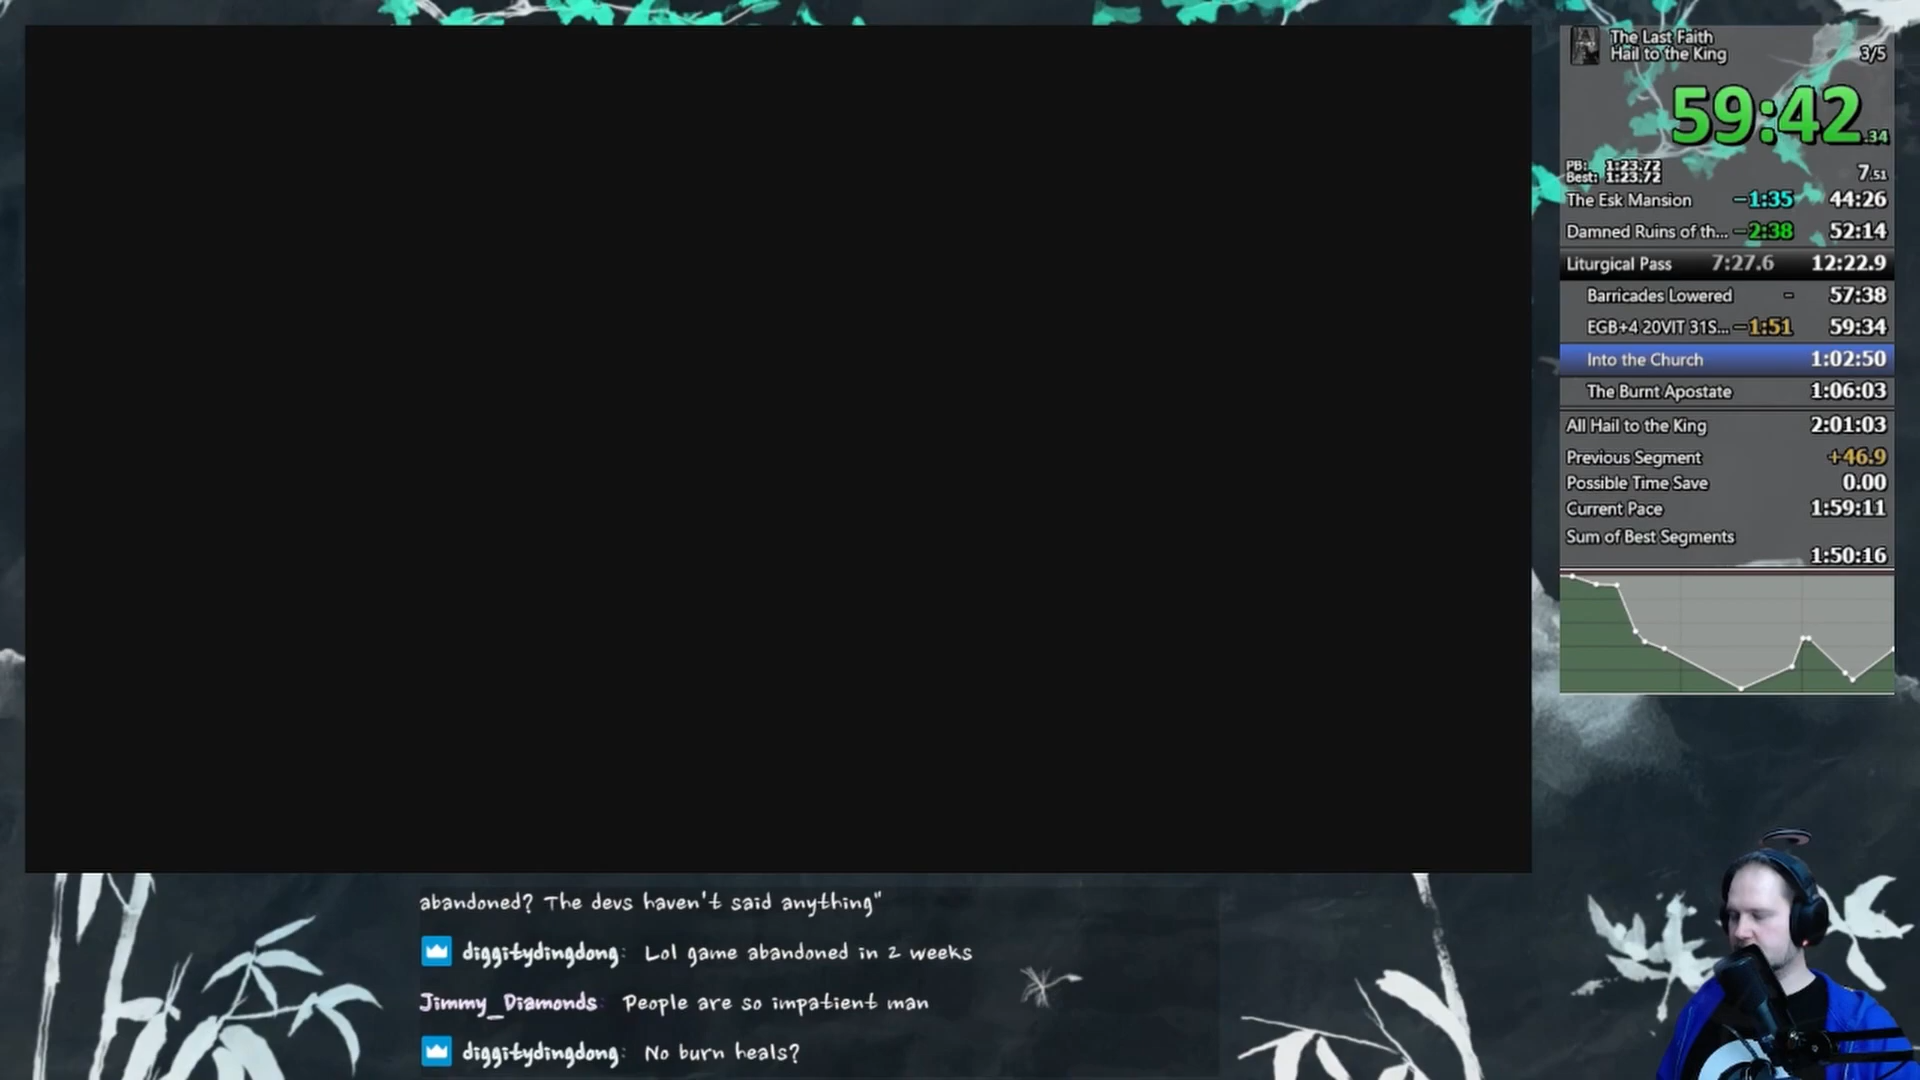 The Last Faith
Hail to the King 3/5
59:42.34
PB: 1:23.72
Best: 1:23.72 7.51
The Esk Mansion −1:35 44:26
Damned Ruins of th... −2:38 52:14
Liturgical Pass 7:27.6 12:22.9
Barricades Lowered - 57:38
EGB+4 20VIT 31S... −1:51 59:34
Into the Church 1:02:50
The Burnt Apostate 1:06:03
All Hail to the King 2:01:03
Previous Segment +46.9
Possible Time Save 0.00
Current Pace 1:59:11
Sum of Best Segments
1:50:16
abandoned? The devs haven't said anything"
diggitydingdong: Lol game abandoned in 2 weeks
Jimmy_Diamonds: People are so impatient man
diggitydingdong: No burn heals?